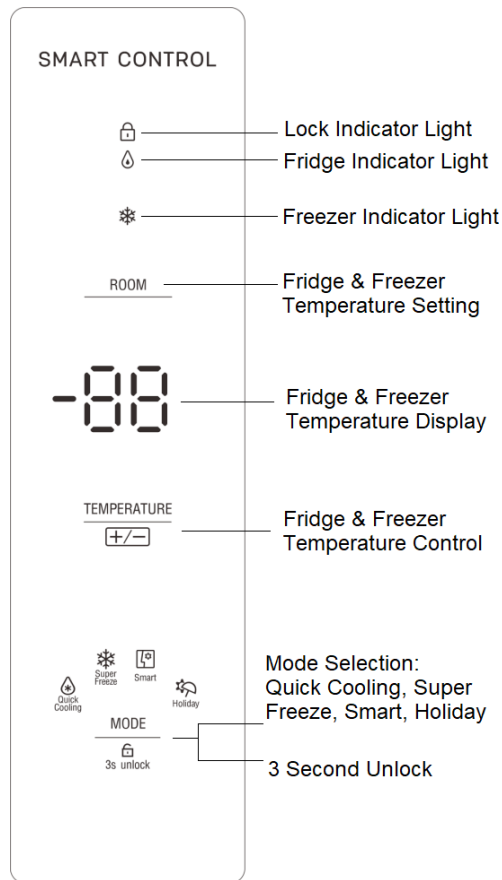 SMART CONTROL
Lock Indicator Light
Fridge Indicator Light
Freezer Indicator Light
ROOM
Fridge & Freezer
Temperature Setting
-88
Fridge & Freezer
Temperature Display
TEMPERATURE
+/-
Fridge & Freezer
Temperature Control
Super
Freeze
Smart
Quick
Cooling
Holiday
Mode Selection:
Quick Cooling, Super
Freeze, Smart, Holiday
MODE
3s unlock
3 Second Unlock